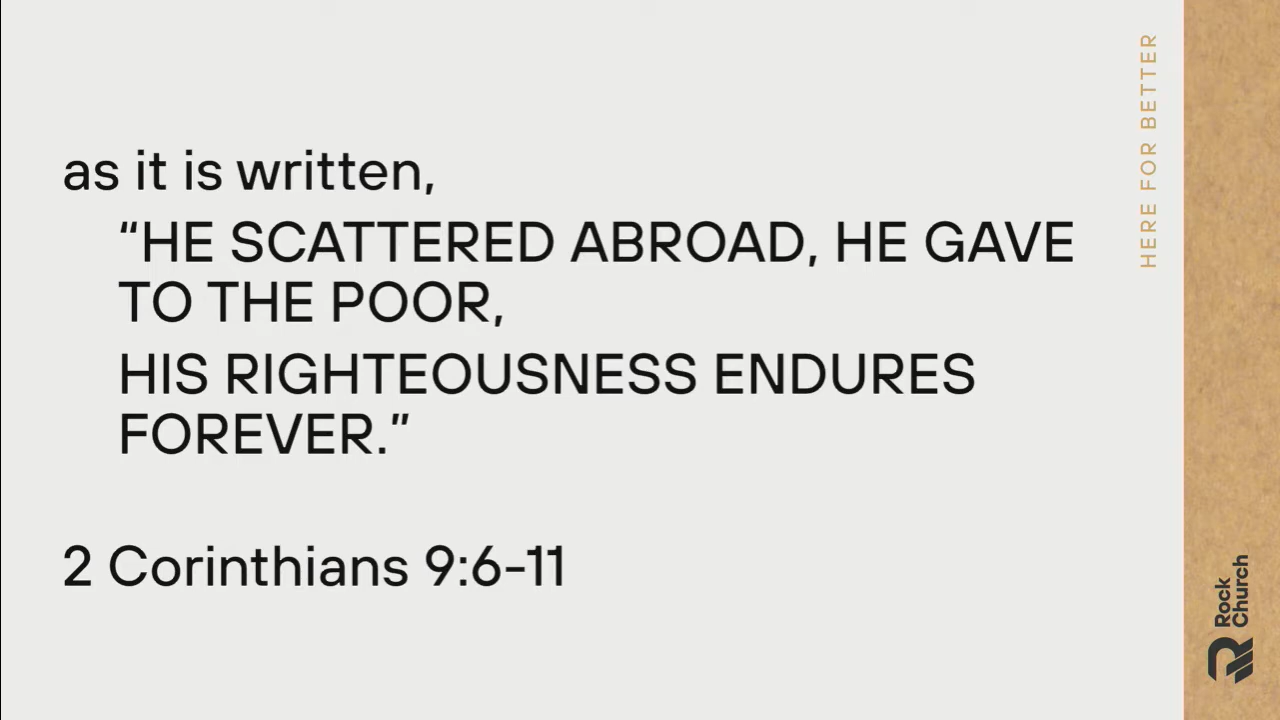 as it is written,
“HE SCATTERED ABROAD, HE GAVE
TO THE POOR,
HIS RIGHTEOUSNESS ENDURES
FOREVER.”
2 Corinthians 9:6-11
HERE FOR BETTER
Rock
Church